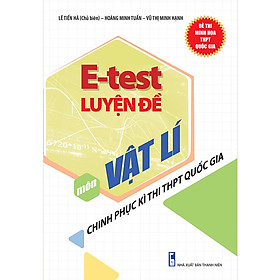 LÊ TIẾN HÀ (Chủ biên) – HOÀNG MINH TUẤN – VŨ THỊ MINH HẠNH
ĐỀ THI
MINH HỌA
THPT
QUỐC GIA
E-test
LUYỆN ĐỀ
môn
VẬT LÍ
CHINH PHỤC KÌ THI THPT QUỐC GIA
NHÀ XUẤT BẢN THANH NIÊN